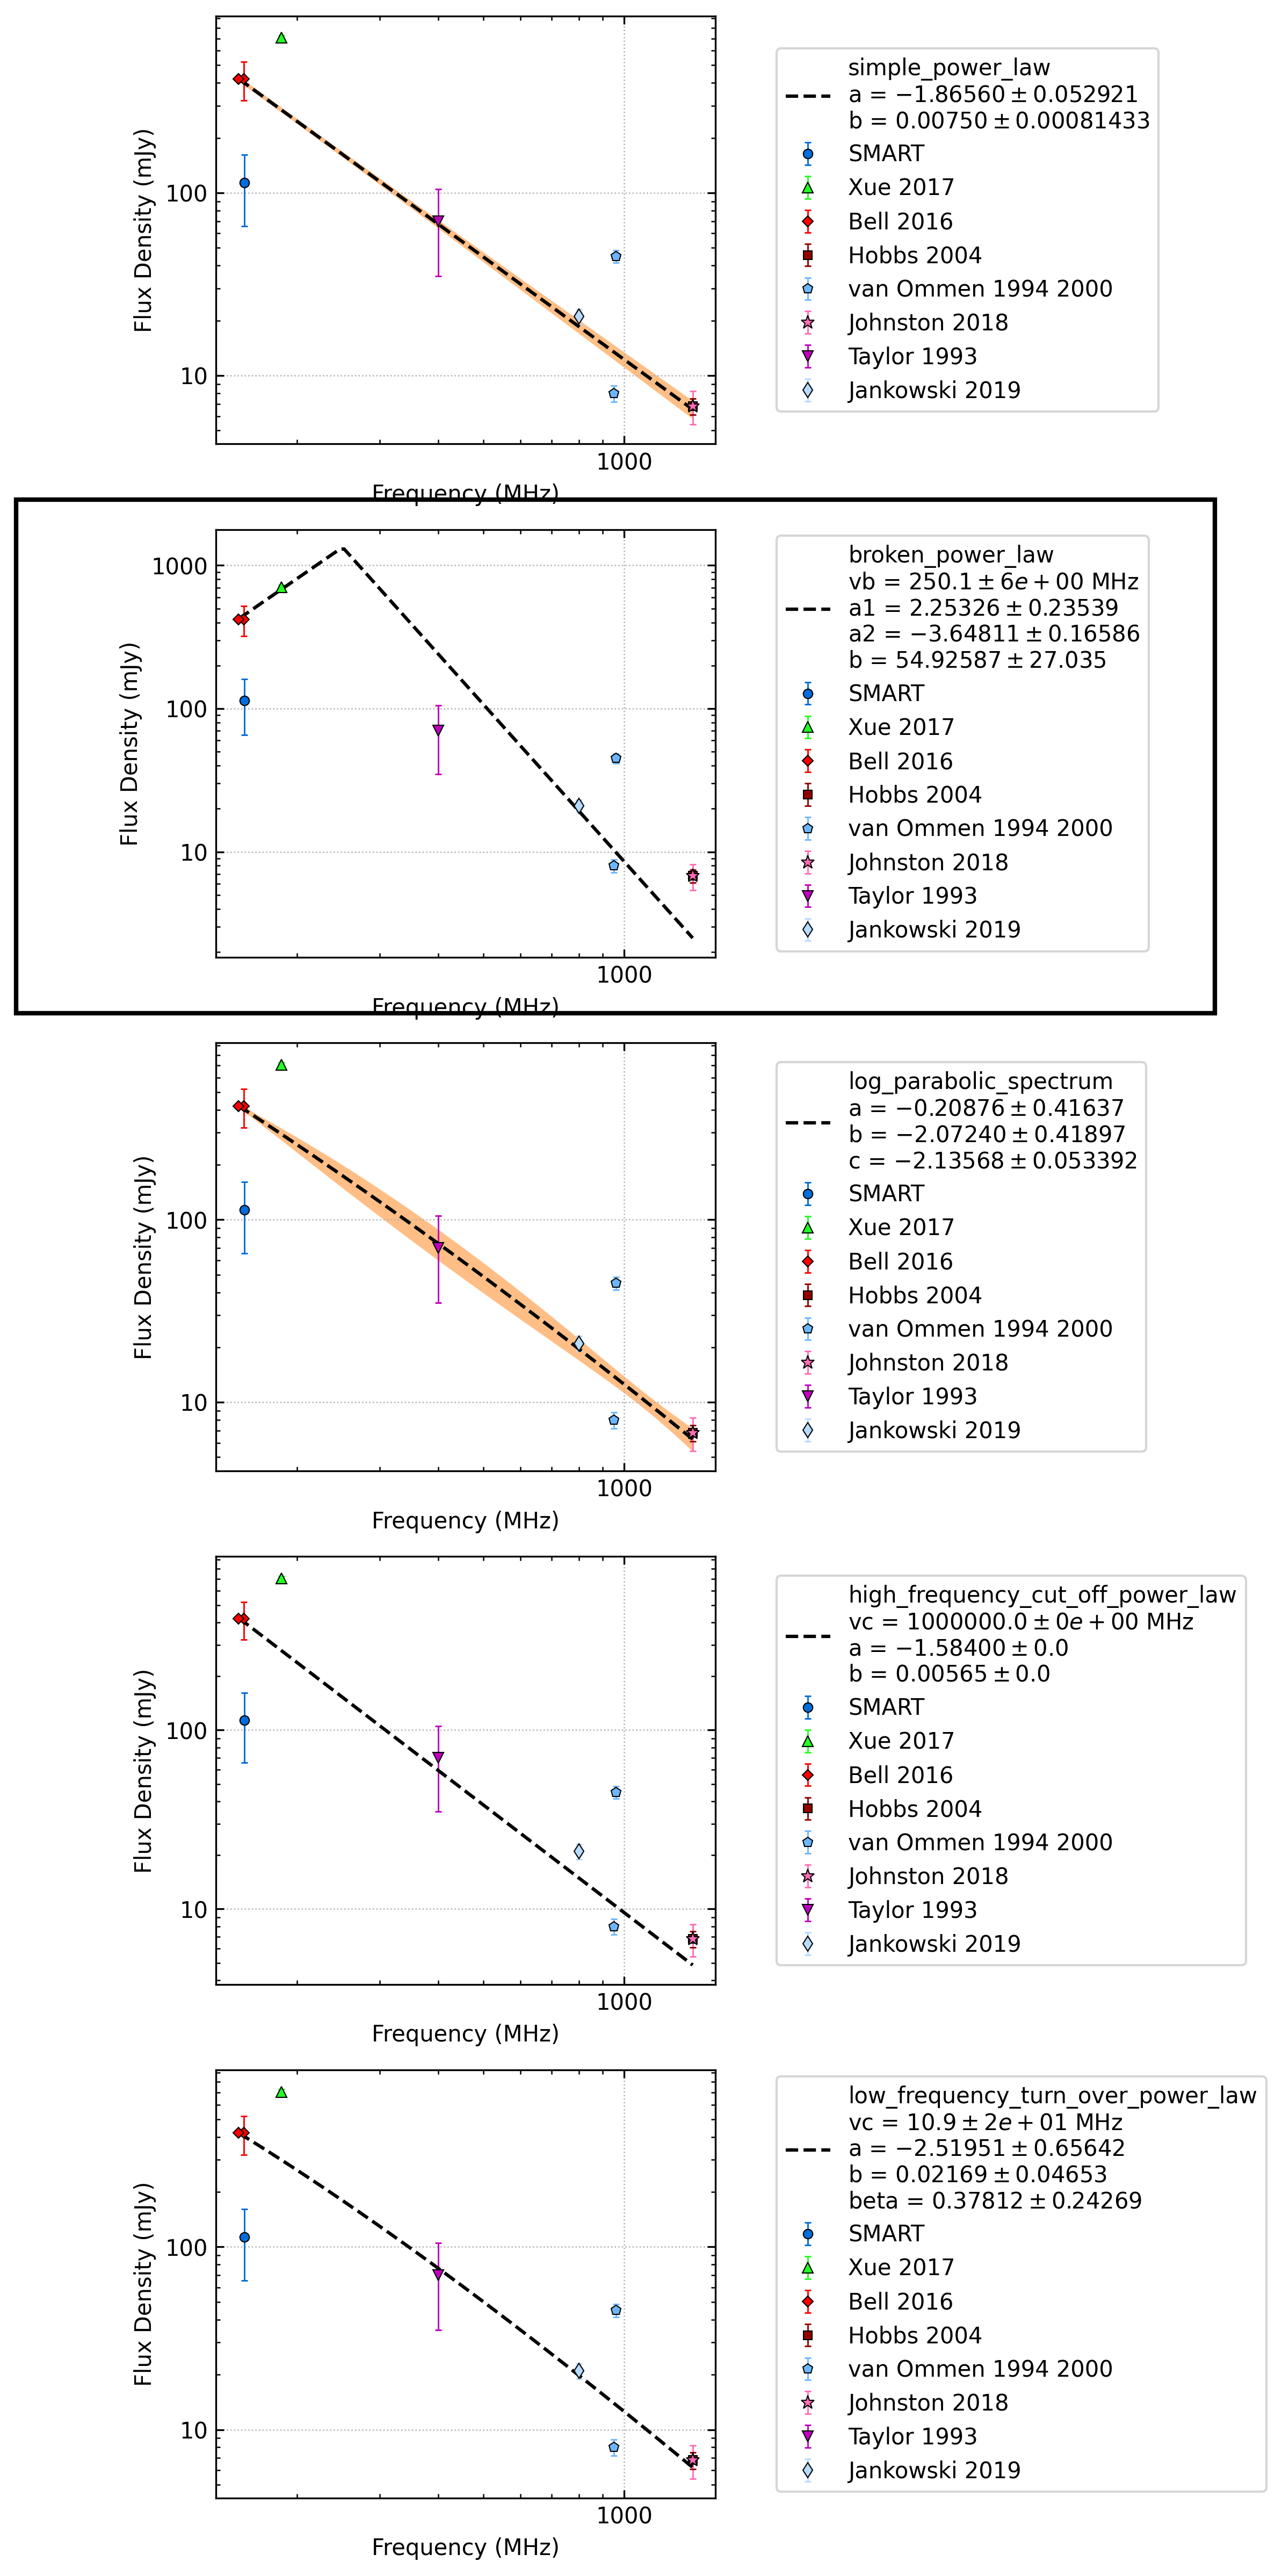 Flux Density (mJy)
100
10
1000
Frequency (MHz)
simple_power_law
a = −1.86560 ± 0.052921
b = 0.00750 ± 0.00081433
SMART
Xue 2017
Bell 2016
Hobbs 2004
van Ommen 1994 2000
Johnston 2018
Taylor 1993
Jankowski 2019
Flux Density (mJy)
1000
100
10
1000
Frequency (MHz)
broken_power_law
vb = 250.1 ± 6e + 00 MHz
a1 = 2.25326 ± 0.23539
a2 = −3.64811 ± 0.16586
b = 54.92587 ± 27.035
SMART
Xue 2017
Bell 2016
Hobbs 2004
van Ommen 1994 2000
Johnston 2018
Taylor 1993
Jankowski 2019
Flux Density (mJy)
100
10
1000
Frequency (MHz)
log_parabolic_spectrum
a = −0.20876 ± 0.41637
b = −2.07240 ± 0.41897
c = −2.13568 ± 0.053392
SMART
Xue 2017
Bell 2016
Hobbs 2004
van Ommen 1994 2000
Johnston 2018
Taylor 1993
Jankowski 2019
Flux Density (mJy)
100
10
1000
Frequency (MHz)
high_frequency_cut_off_power_law
vc = 1000000.0 ± 0e + 00 MHz
a = −1.58400 ± 0.0
b = 0.00565 ± 0.0
SMART
Xue 2017
Bell 2016
Hobbs 2004
van Ommen 1994 2000
Johnston 2018
Taylor 1993
Jankowski 2019
Flux Density (mJy)
100
10
1000
Frequency (MHz)
low_frequency_turn_over_power_law
vc = 10.9 ± 2e + 01 MHz
a = −2.51951 ± 0.65642
b = 0.02169 ± 0.04653
beta = 0.37812 ± 0.24269
SMART
Xue 2017
Bell 2016
Hobbs 2004
van Ommen 1994 2000
Johnston 2018
Taylor 1993
Jankowski 2019